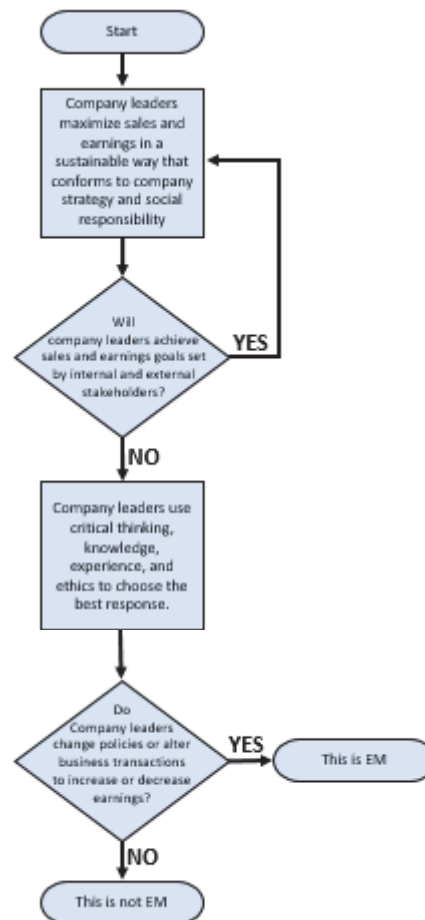 Start
Company leaders
maximize sales and
earnings in a
sustainable way that
conforms to company
strategy and social
responsibility
Will
company leaders achieve
sales and earnings goals set
by internal and external
stakeholders?
YES
NO
Company leaders use
critical thinking,
knowledge,
experience, and
ethics to choose the
best response.
Do
Company leaders
change policies or alter
business transactions
to increase or decrease
earnings?
YES
This is EM
NO
This is not EM